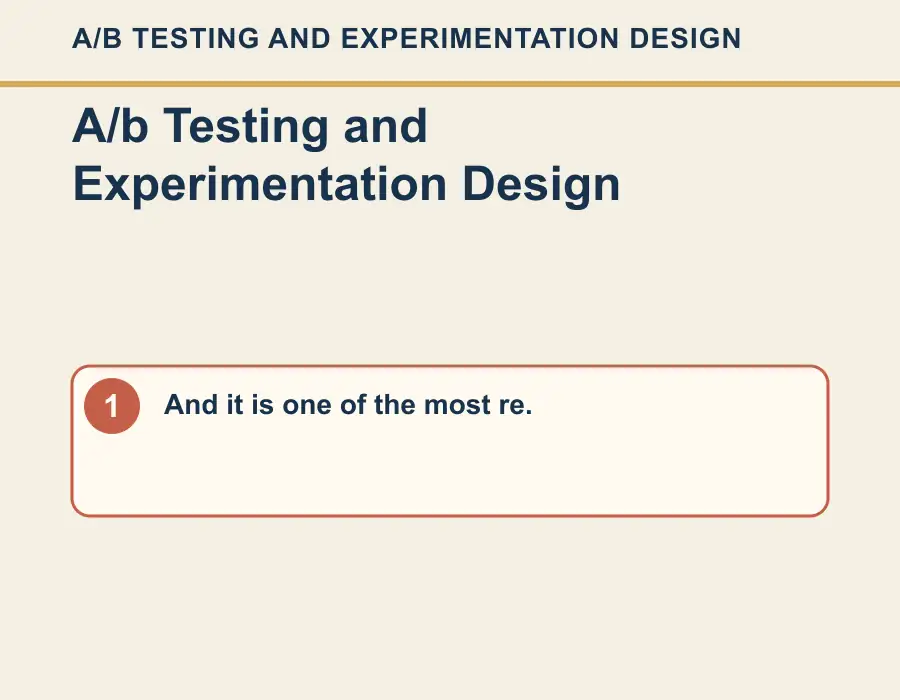 A/B TESTING AND EXPERIMENTATION DESIGN
A/b Testing and
Experimentation Design
1
And it is one of the most re.